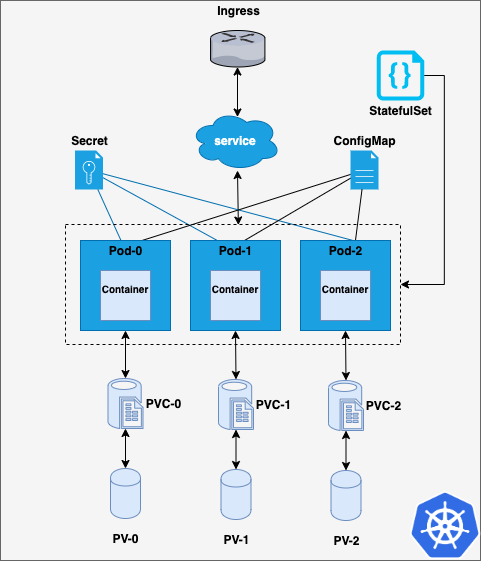 Ingress
StatefulSet
service
Secret
ConfigMap
Pod-0
Pod-1
Pod-2
Container
Container
Container
PVC-0
PVC-1
PVC-2
PV-0
PV-1
PV-2